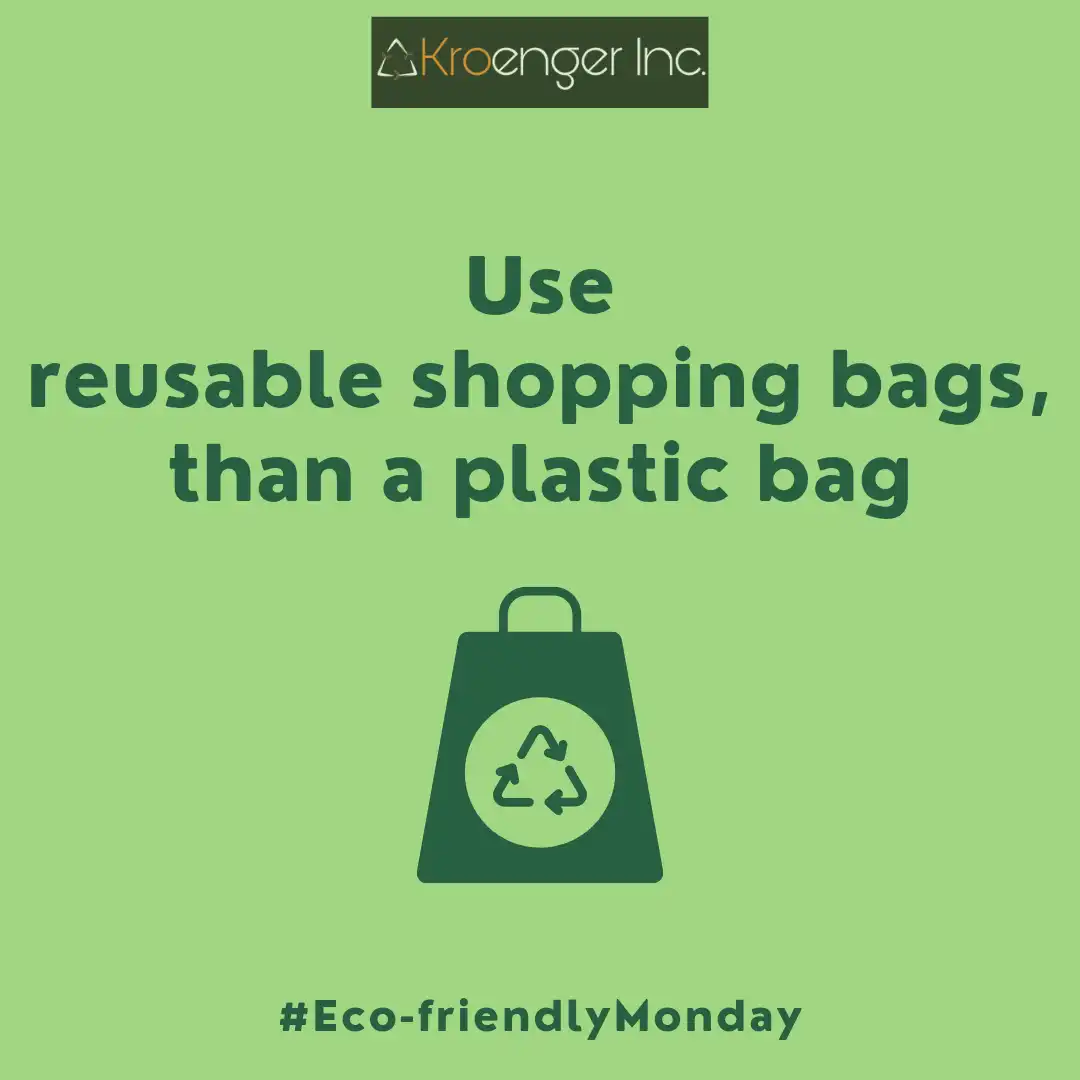 Kroenger Inc.
Use
reusable shopping bags,
than a plastic bag
#Eco-friendlyMonday